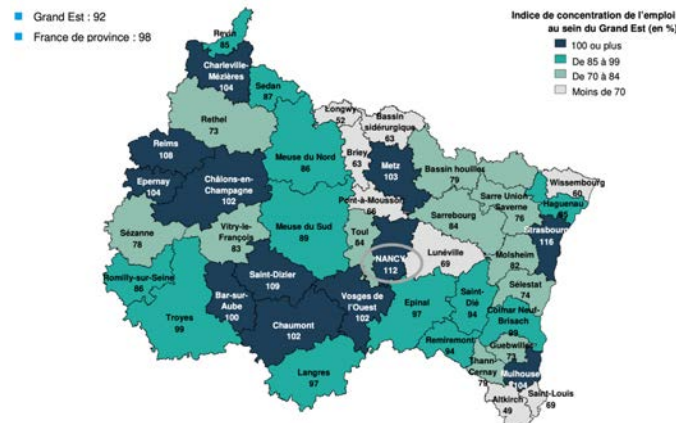 Grand Est : 92
France de province : 98
Indice de concentration de l'emploi
au sein du Grand Est (en %)
100 ou plus
De 85 à 99
De 70 à 84
Moins de 70
Revin
85
Charleville-
Mézières
104
Sedan
87
Rethel
73
Longwy
52
Bassin
sidérurgique
63
Reims
108
Meuse du Nord
86
Briey
63
Metz
103
Bassin houiller
79
Wissembourg
60
Epernay
104
Châlons-en-
Champagne
102
Pont-à-Mousson
66
Sarre Union
Saverne
76
Haguenau
85
Sézanne
78
Vitry-le-
François
83
Meuse du Sud
89
Toul
84
Sarrebourg
84
Strasbourg
116
NANCY
112
Lunéville
69
Molsheim
82
Romilly-sur-Seine
86
Saint-Dizier
109
Sélestat
74
Troyes
99
Bar-sur-
Aube
100
Vosges de
l'Ouest
102
Epinal
97
Saint-
Dié
94
Colmar Neuf-
Brisach
99
Chaumont
102
Remiremont
94
Guebwiller
73
Langres
97
Thann-
Cernay
79
Mulhouse
104
Altkirch
49
Saint-Louis
69